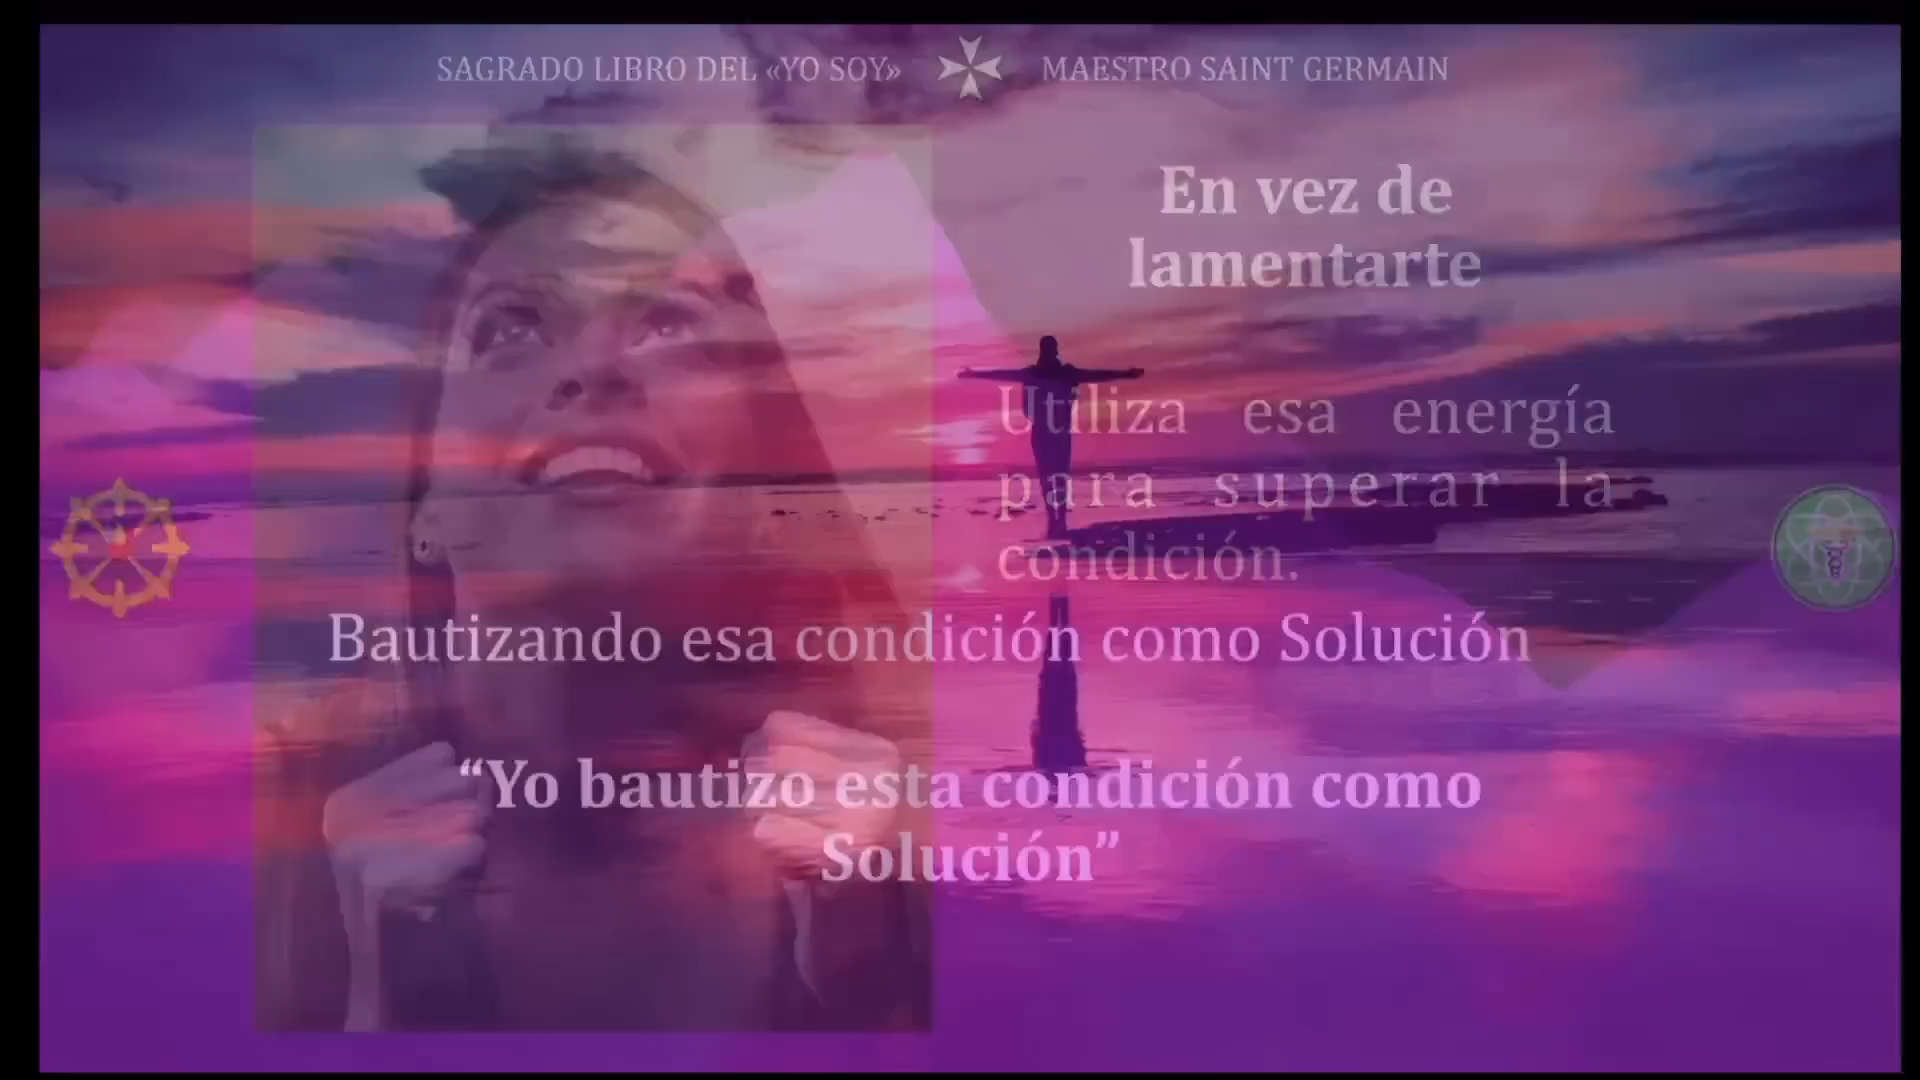 SAGRADO LIBRO DEL «YO SOY» MAESTRO SAINT GERMAIN
En vez de
lamentarte
Utiliza esa energía
para superar la
condición.
Bautizando esa condición como Solución
“Yo bautizo esta condición como
Solución”